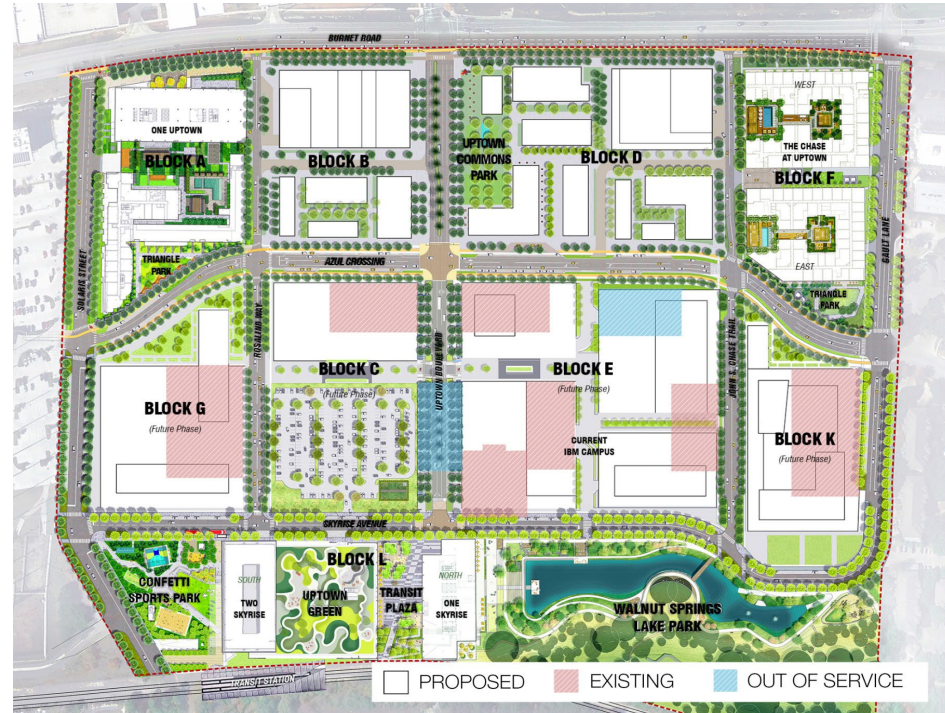 BURNET ROAD
ONE UPTOWN
BLOCK A
BLOCK B
UPTOWN
COMMONS
PARK
BLOCK D
WEST
THE CHASE
AT UPTOWN
BLOCK F
EAST
TRIANGLE
PARK
TRIANGLE
PARK
SOLARIS STREET
GAULT LANE
AZUL CROSSING
ROSALIND WAY
UPTOWN BOULEVARD
JOHN S. CHASE TRAIL
BLOCK G
(Future Phase)
BLOCK C
(Future Phase)
BLOCK E
(Future Phase)
CURRENT
IBM CAMPUS
BLOCK K
(Future Phase)
SKYRISE AVENUE
CONFETTI
SPORTS PARK
SOUTH
TWO
SKYRISE
BLOCK L
UPTOWN
GREEN
TRANSIT
PLAZA
NORTH
ONE
SKYRISE
WALNUT SPRINGS
LAKE PARK
TRANSIT STATION
PROPOSED
EXISTING
OUT OF SERVICE